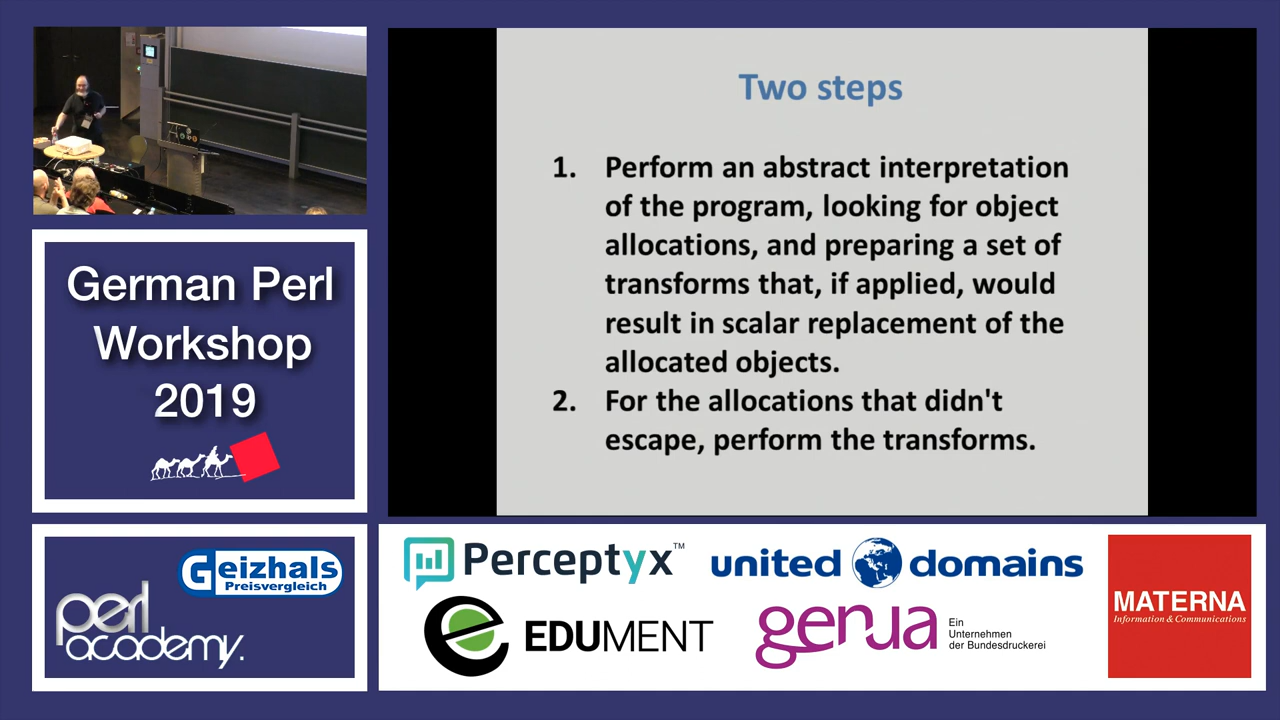 Two steps
1. Perform an abstract interpretation
of the program, looking for object
allocations, and preparing a set of
transforms that, if applied, would
result in scalar replacement of the
allocated objects.
2. For the allocations that didn't
escape, perform the transforms.
German Perl
Workshop
2019
Geizhals
Preisvergleich
perl
academy.
Perceptyx™
united domains
MATERNA
Information & Communications
EDUMENT
genua
Ein
Unternehmen
der Bundesdruckerei